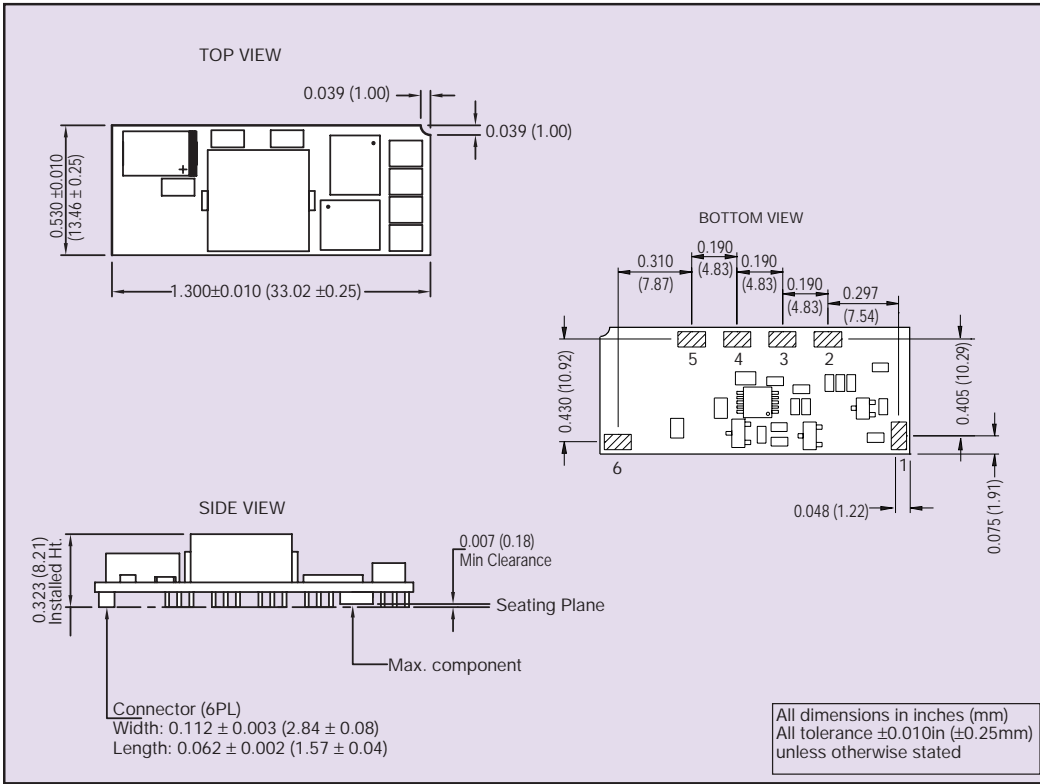 TOP VIEW
0.039 (1.00)
0.039 (1.00)
0.530 ±0.010
(13.46 ± 0.25)
+
1.300±0.010 (33.02 ±0.25)
BOTTOM VIEW
0.190
(4.83)
0.310
(7.87)
0.190
(4.83)
0.190
(4.83)
0.297
(7.54)
5
4
3
2
0.430 (10.92)
0.405 (10.29)
6
1
0.048 (1.22)
0.075 (1.91)
SIDE VIEW
0.323 (8.21)
Installed Ht.
0.007 (0.18)
Min Clearance
Seating Plane
Max. component
Connector (6PL)
Width: 0.112 ± 0.003 (2.84 ± 0.08)
Length: 0.062 ± 0.002 (1.57 ± 0.04)
All dimensions in inches (mm)
All tolerance ±0.010in (±0.25mm)
unless otherwise stated